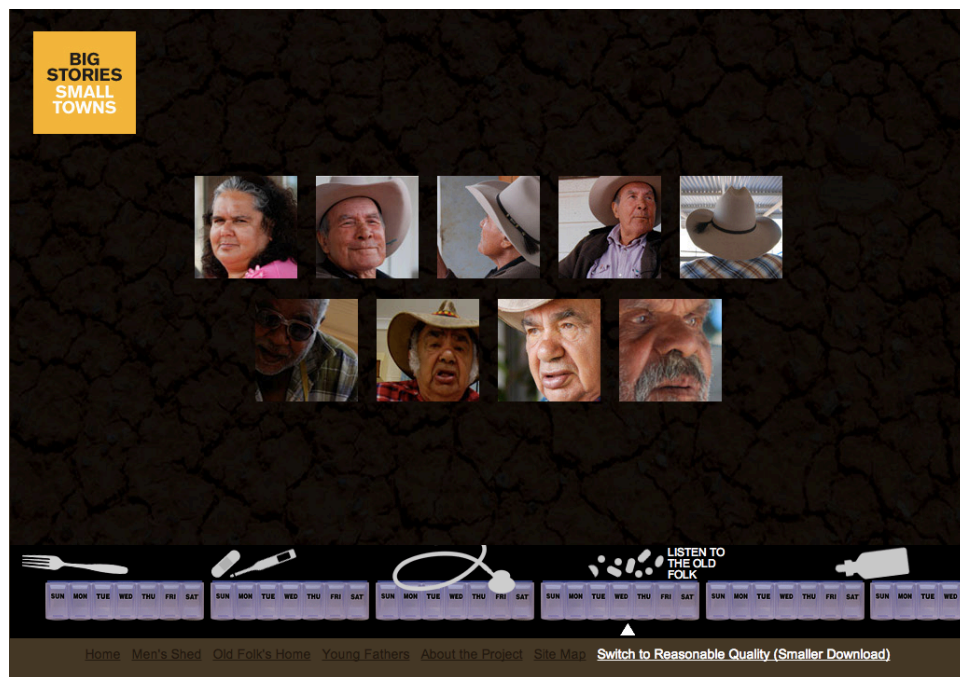 BIG
STORIES
SMALL
TOWNS
LISTEN TO
THE OLD
FOLK
SUN MON TUE WED THU FRI SAT SUN MON TUE WED THU FRI SAT SUN MON TUE WED THU FRI SAT SUN MON TUE WED THU FRI SAT SUN MON TUE WED THU FRI SAT SUN MON TUE WED
Home Men's Shed Old Folk's Home Young Fathers About the Project Site Map Switch to Reasonable Quality (Smaller Download)